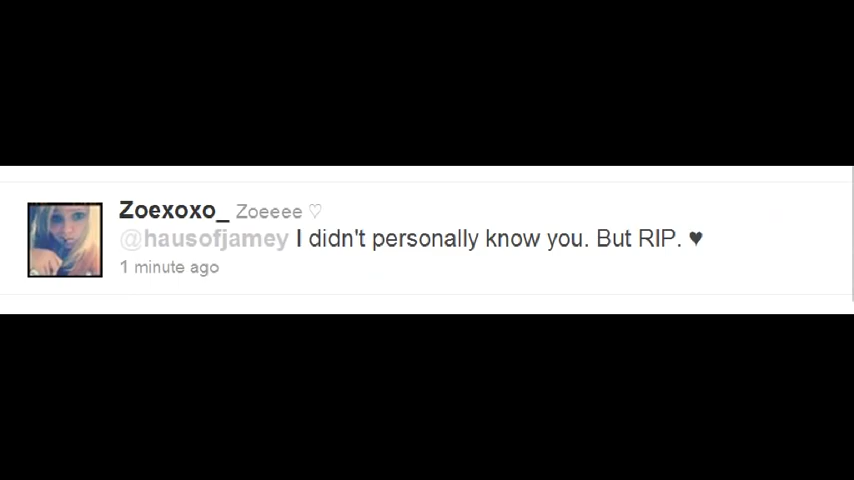 Zoexoxo_ Zoeeee ♡
@hausofjamey I didn't personally know you. But RIP. ♥
1 minute ago